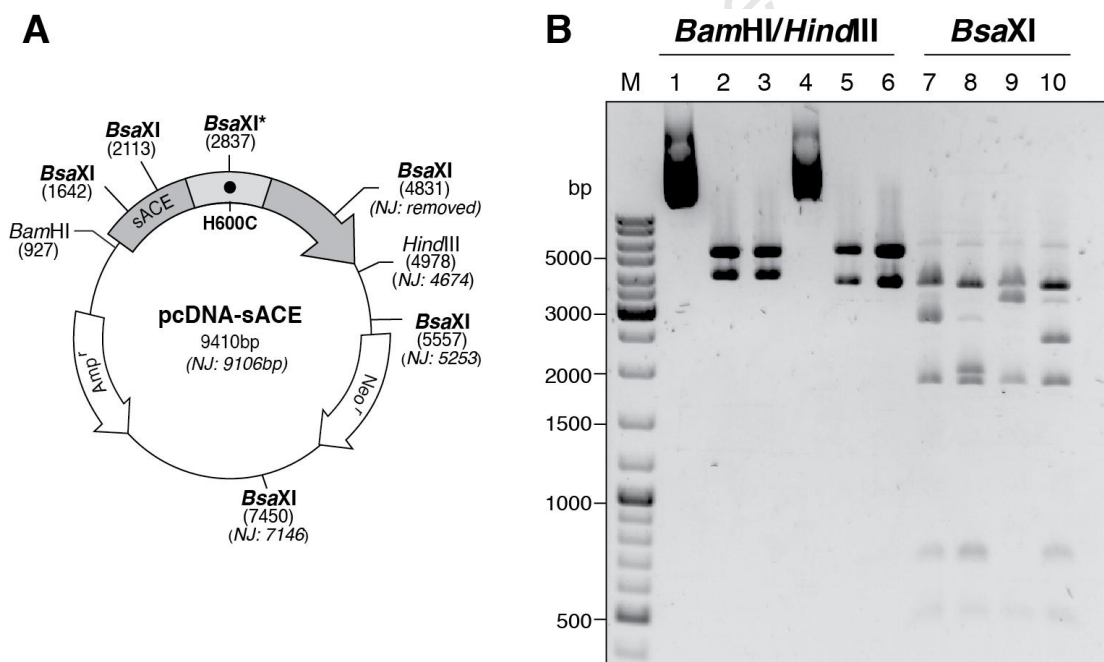 A
BsaXI
(1642)
BsaXI
(2113)
BsaXI*
(2837)
BsaXI
(4831)
(NJ: removed)
BamHI
(927)
sACE
H600C
HindIII
(4978)
(NJ: 4674)
pcDNA-sACE
9410bp
(NJ: 9106bp)
BsaXI
(5557)
(NJ: 5253)
Amp r
Neo r
BsaXI
(7450)
(NJ: 7146)
B
BamHI/HindIII BsaXI
M 1 2 3 4 5 6 7 8 9 10
bp
5000
3000
2000
1500
1000
500